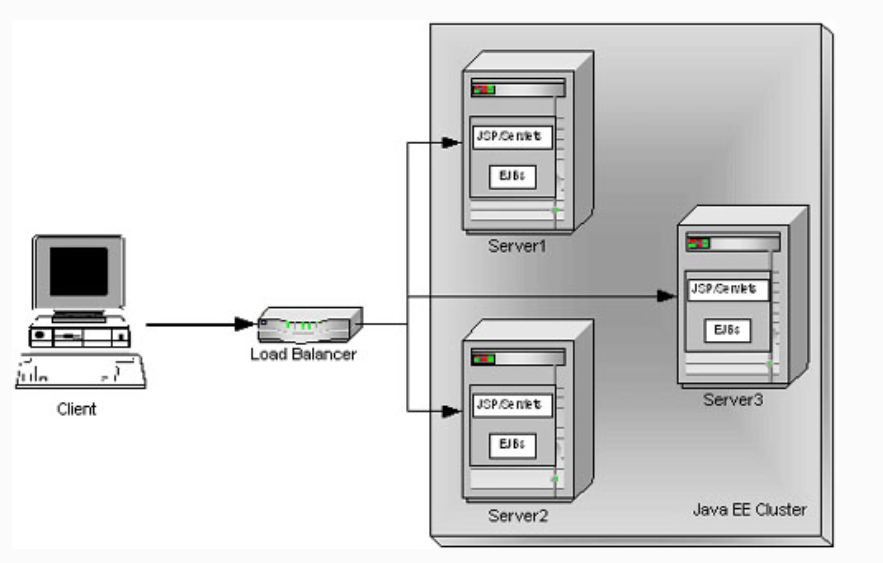 JSP/Servlets
EJBs
Server1
JSP/Servlets
EJBs
Server3
Load Balancer
Client
JSP/Servlets
EJBs
Server2
Java EE Cluster